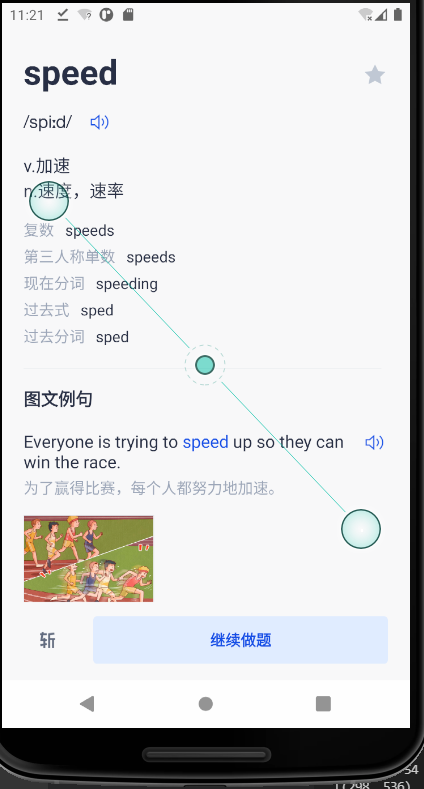 11:21
speed
/spiːd/
v.加速
n.速度，速率
复数 speeds
第三人称单数 speeds
现在分词 speeding
过去式 sped
过去分词 sped
图文例句
Everyone is trying to speed up so they can
win the race.
为了赢得比赛，每个人都努力地加速。
斩 继续做题
54
(298, 536)